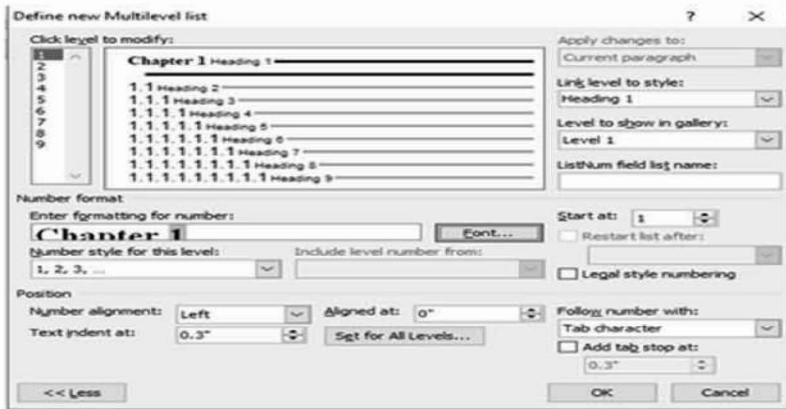 Define new Multilevel list ? ×
Click level to modify:
1
2
3
4
5
6
7
8
9
Chapter 1 Heading 1
1.1 Heading 2
1.1.1 Heading 3
1.1.1.1 Heading 4
1.1.1.1.1 Heading 5
1.1.1.1.1.1 Heading 6
1.1.1.1.1.1.1 Heading 7
1.1.1.1.1.1.1.1 Heading 8
1.1.1.1.1.1.1.1.1 Heading 9
Apply changes to:
Current paragraph
Link level to style:
Heading 1
Level to show in gallery:
Level 1
ListNum field list name:
Number format
Enter formatting for number:
Chapter 1 Font...
Number style for this level: Include level number from:
1, 2, 3, ...
Start at: 1
Restart list after:
Legal style numbering
Position
Number alignment: Left Aligned at: 0"
Text indent at: 0.3" Set for All Levels...
Follow number with:
Tab character
Add tab stop at:
0.3"
<< Less OK Cancel